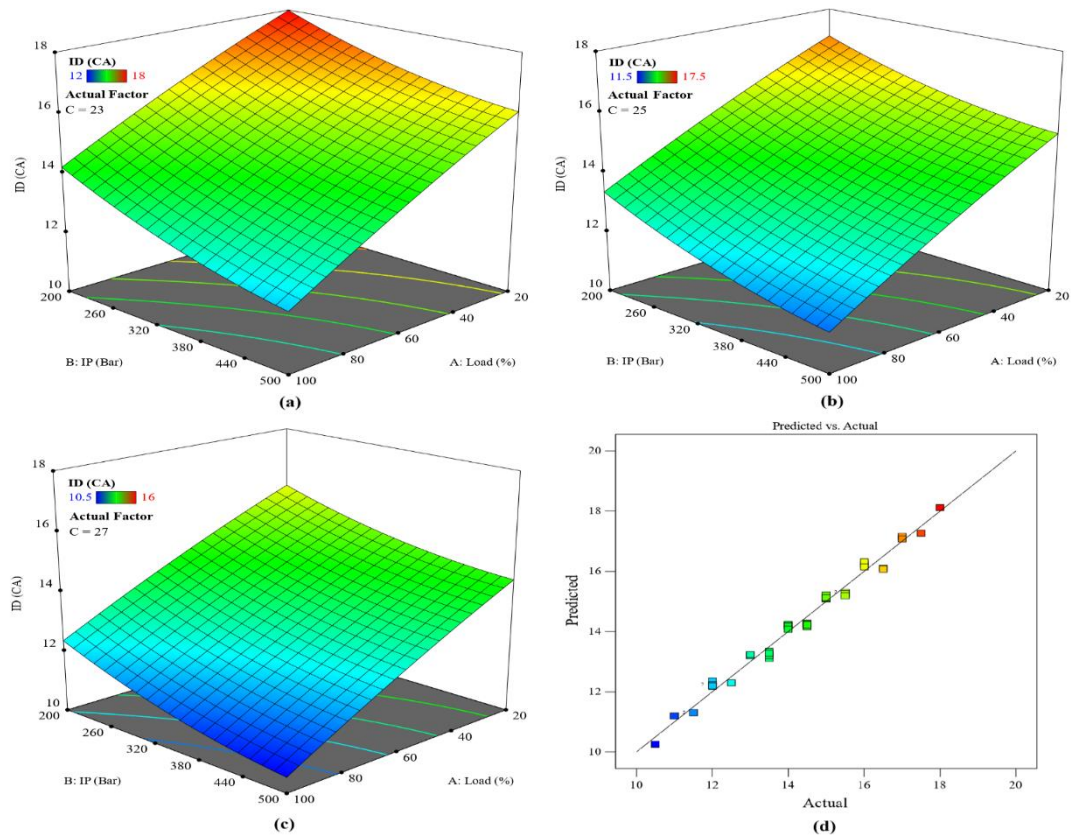 18
16
14
12
10
ID (CA)
ID (CA)
12 18
Actual Factor
C = 23
200
260
320
380
440
500
100
80
60
40
20
B: IP (Bar)
A: Load (%)
(a)
18
16
14
12
10
ID (CA)
ID (CA)
11.5 17.5
Actual Factor
C = 25
200
260
320
380
440
500
100
80
60
40
20
B: IP (Bar)
A: Load (%)
(b)
18
16
14
12
10
ID (CA)
ID (CA)
10.5 16
Actual Factor
C = 27
200
260
320
380
440
500
100
80
60
40
20
B: IP (Bar)
A: Load (%)
(c)
Predicted vs. Actual
20
18
16
14
12
10
Predicted
10 12 14 16 18 20
Actual
(d)